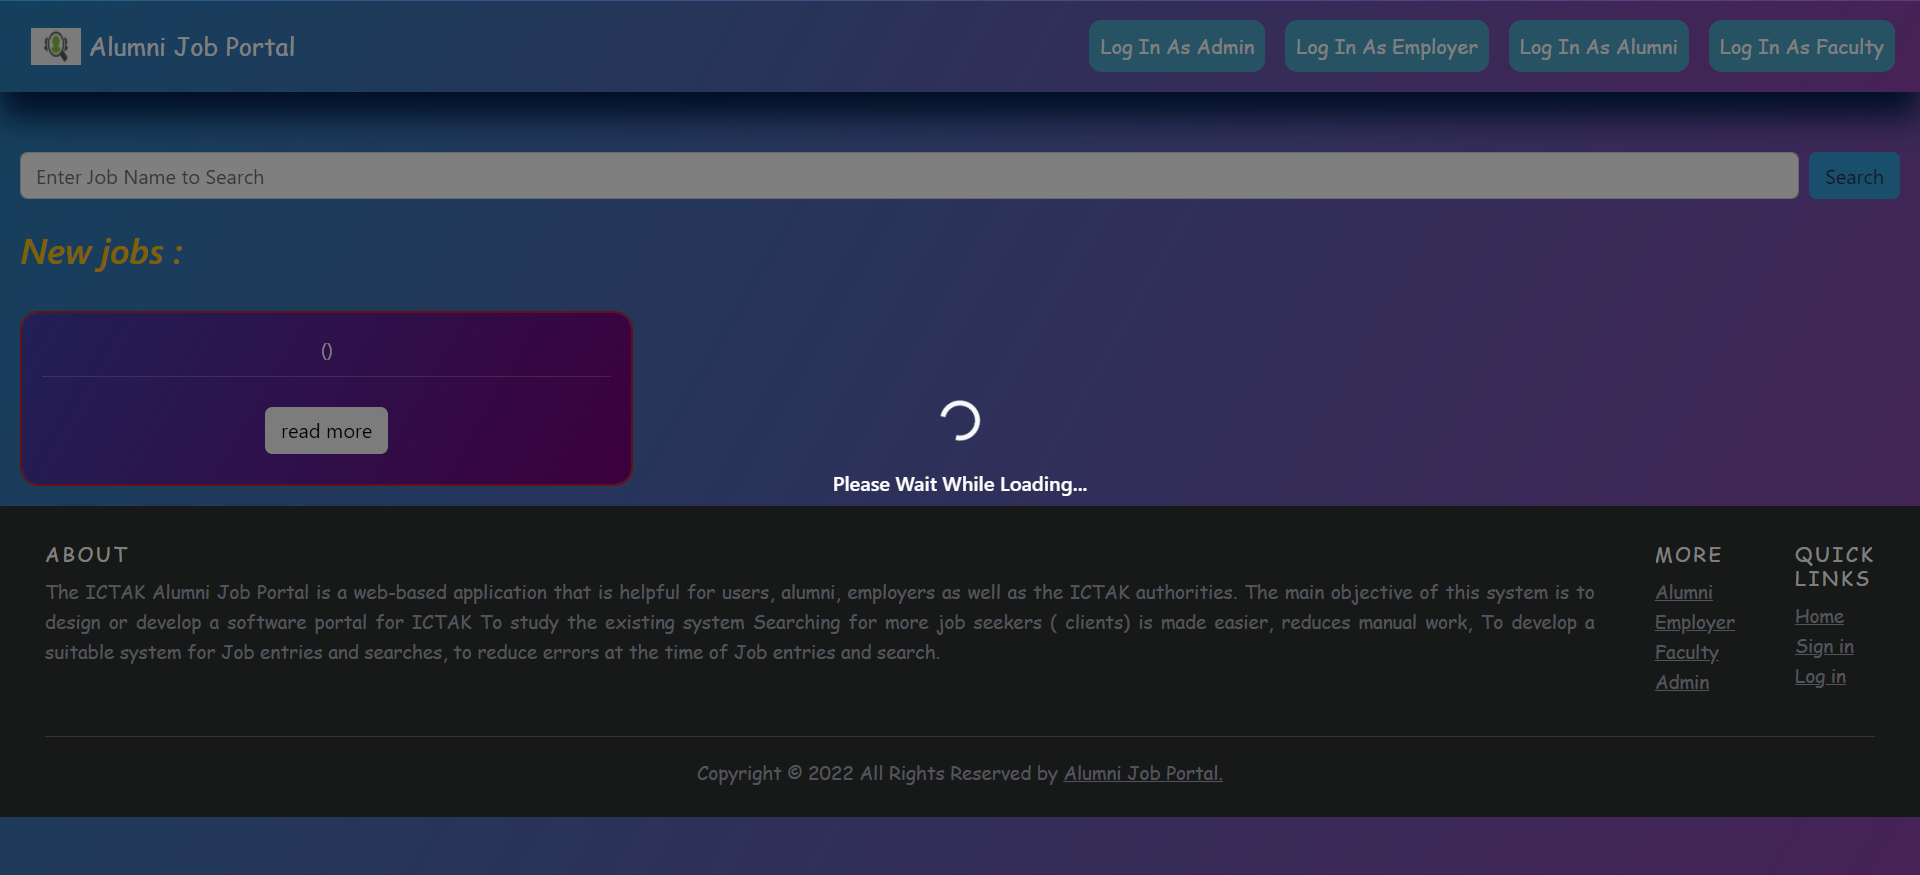 Alumni Job Portal
Log In As Admin
Log In As Employer
Log In As Alumni
Log In As Faculty
Enter Job Name to Search
Search
New jobs :
()
read more
Please Wait While Loading...
ABOUT
The ICTAK Alumni Job Portal is a web-based application that is helpful for users, alumni, employers as well as the ICTAK authorities. The main objective of this system is to
design or develop a software portal for ICTAK To study the existing system Searching for more job seekers ( clients) is made easier, reduces manual work, To develop a
suitable system for Job entries and searches, to reduce errors at the time of Job entries and search.
MORE
Alumni
Employer
Faculty
Admin
QUICK
LINKS
Home
Sign in
Log in
Copyright © 2022 All Rights Reserved by Alumni Job Portal.